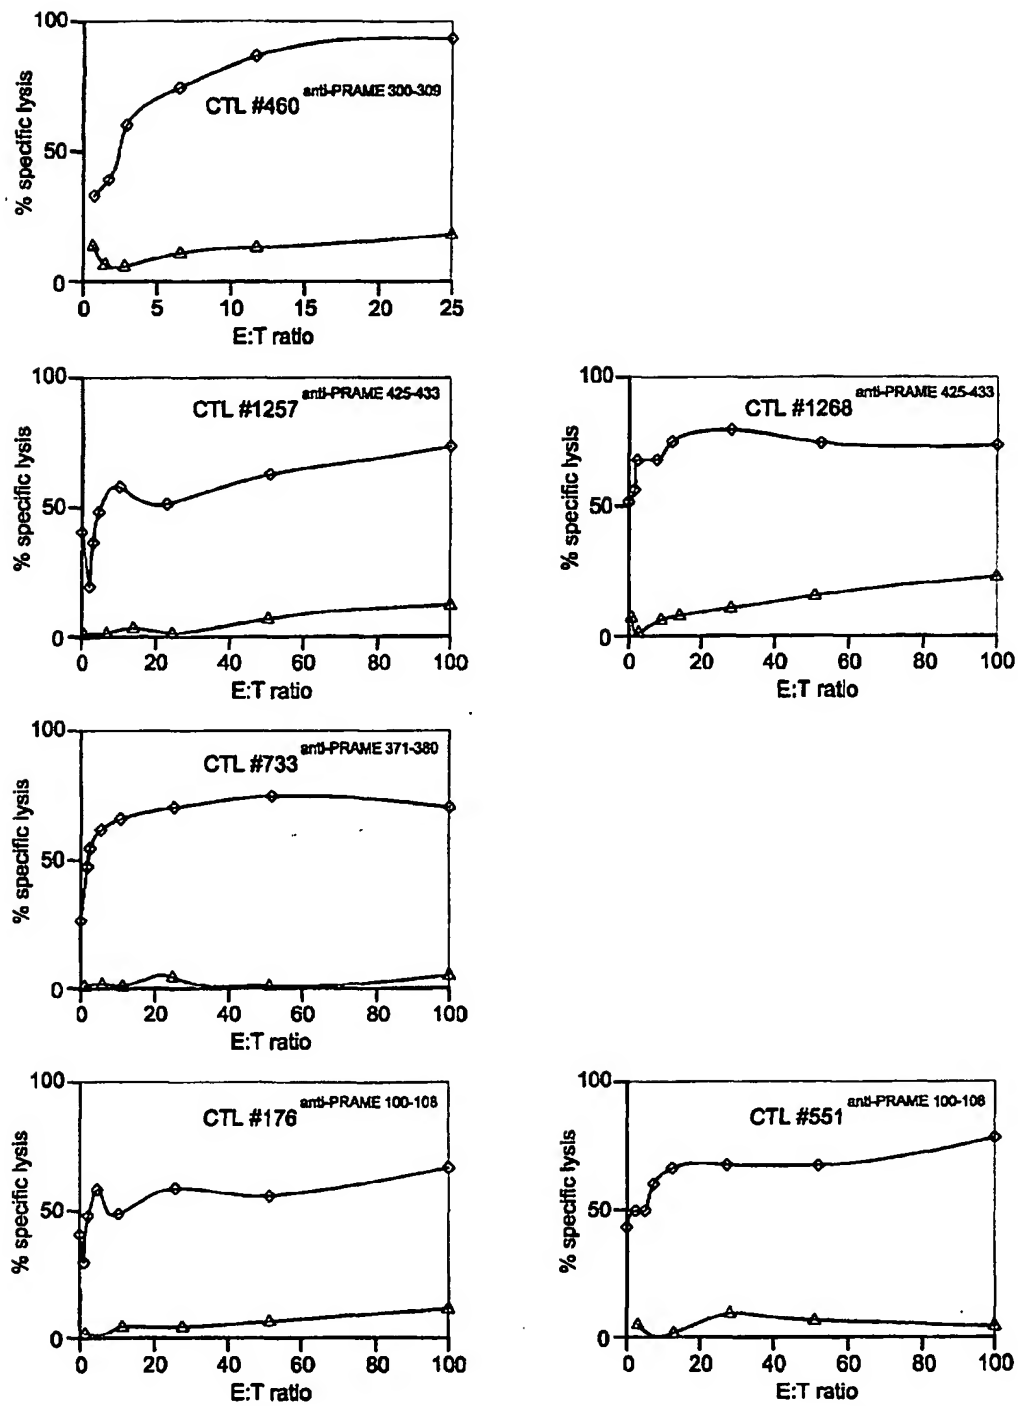 100
50
0
% specific lysis
CTL #460 anti-PRAME 300-309
0 5 10 15 20 25
E:T ratio
100
50
0
% specific lysis
CTL #1257 anti-PRAME 425-433
0 20 40 60 80 100
E:T ratio
100
50
0
% specific lysis
CTL #1268 anti-PRAME 425-433
0 20 40 60 80 100
E:T ratio
100
50
0
% specific lysis
CTL #733 anti-PRAME 371-380
0 20 40 60 80 100
E:T ratio
100
50
0
% specific lysis
CTL #176 anti-PRAME 100-108
0 20 40 60 80 100
E:T ratio
100
50
0
% specific lysis
CTL #551 anti-PRAME 100-108
0 20 40 60 80 100
E:T ratio